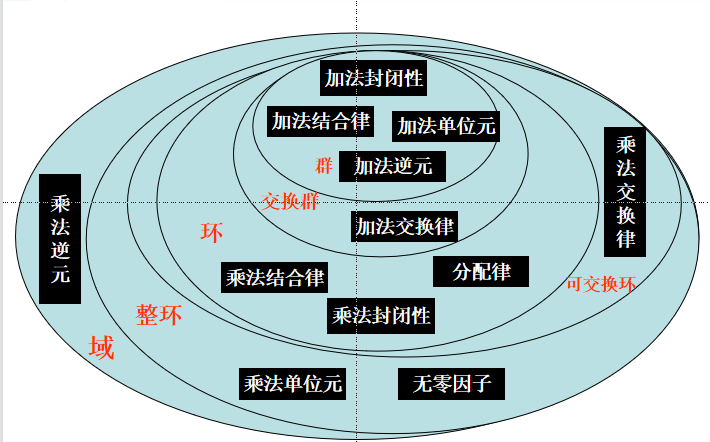 加法封闭性
加法结合律
加法单位元
群
加法逆元
乘法交换律
乘法逆元
交换群
加法交换律
环
乘法结合律
分配律
可交换环
整环
乘法封闭性
域
乘法单位元
无零因子